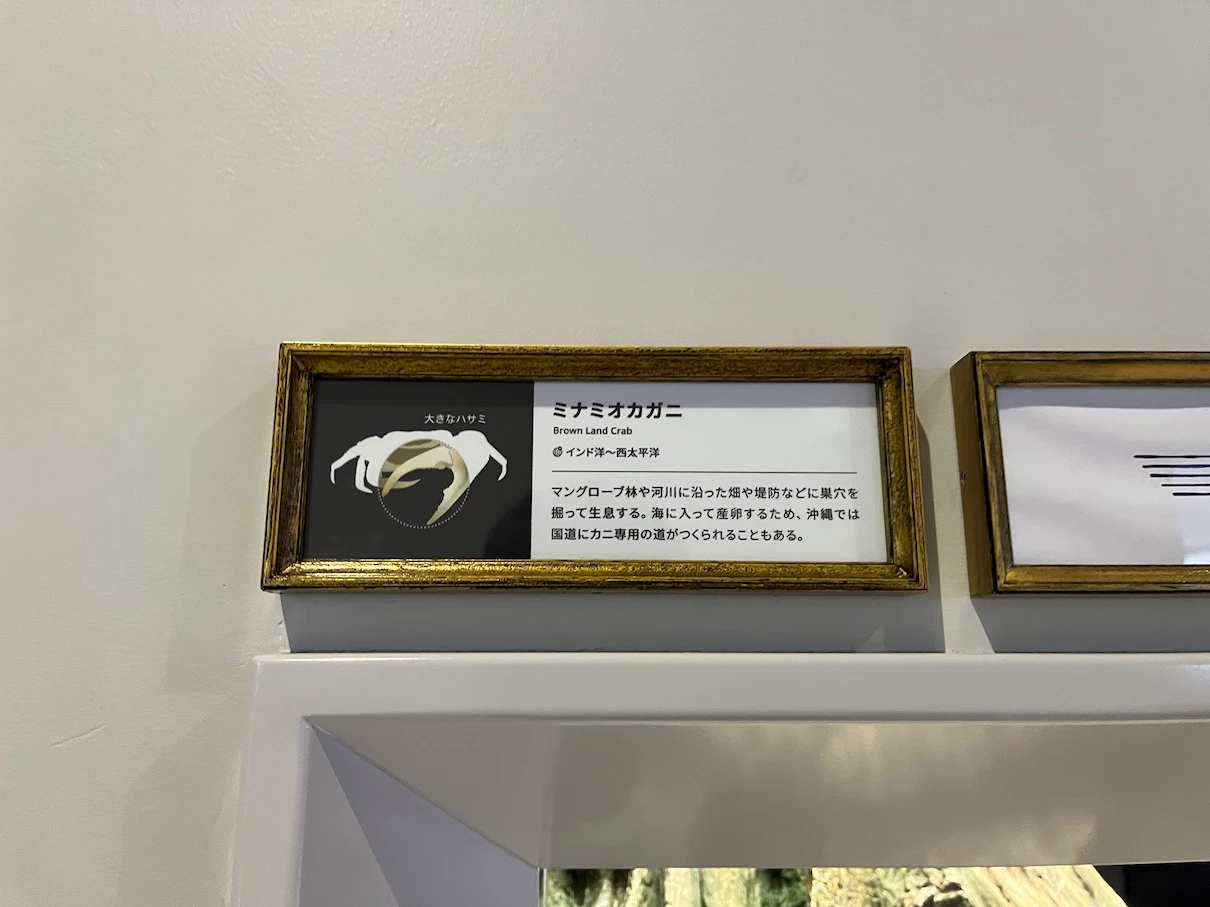 大きなハサミ
ミナミオカガニ
Brown Land Crab
インド洋〜西太平洋
マングローブ林や河川に沿った畑や堤防などに巣穴を
掘って生息する。海に入って産卵するため、沖縄では
国道にカニ専用の道がつくられることもある。